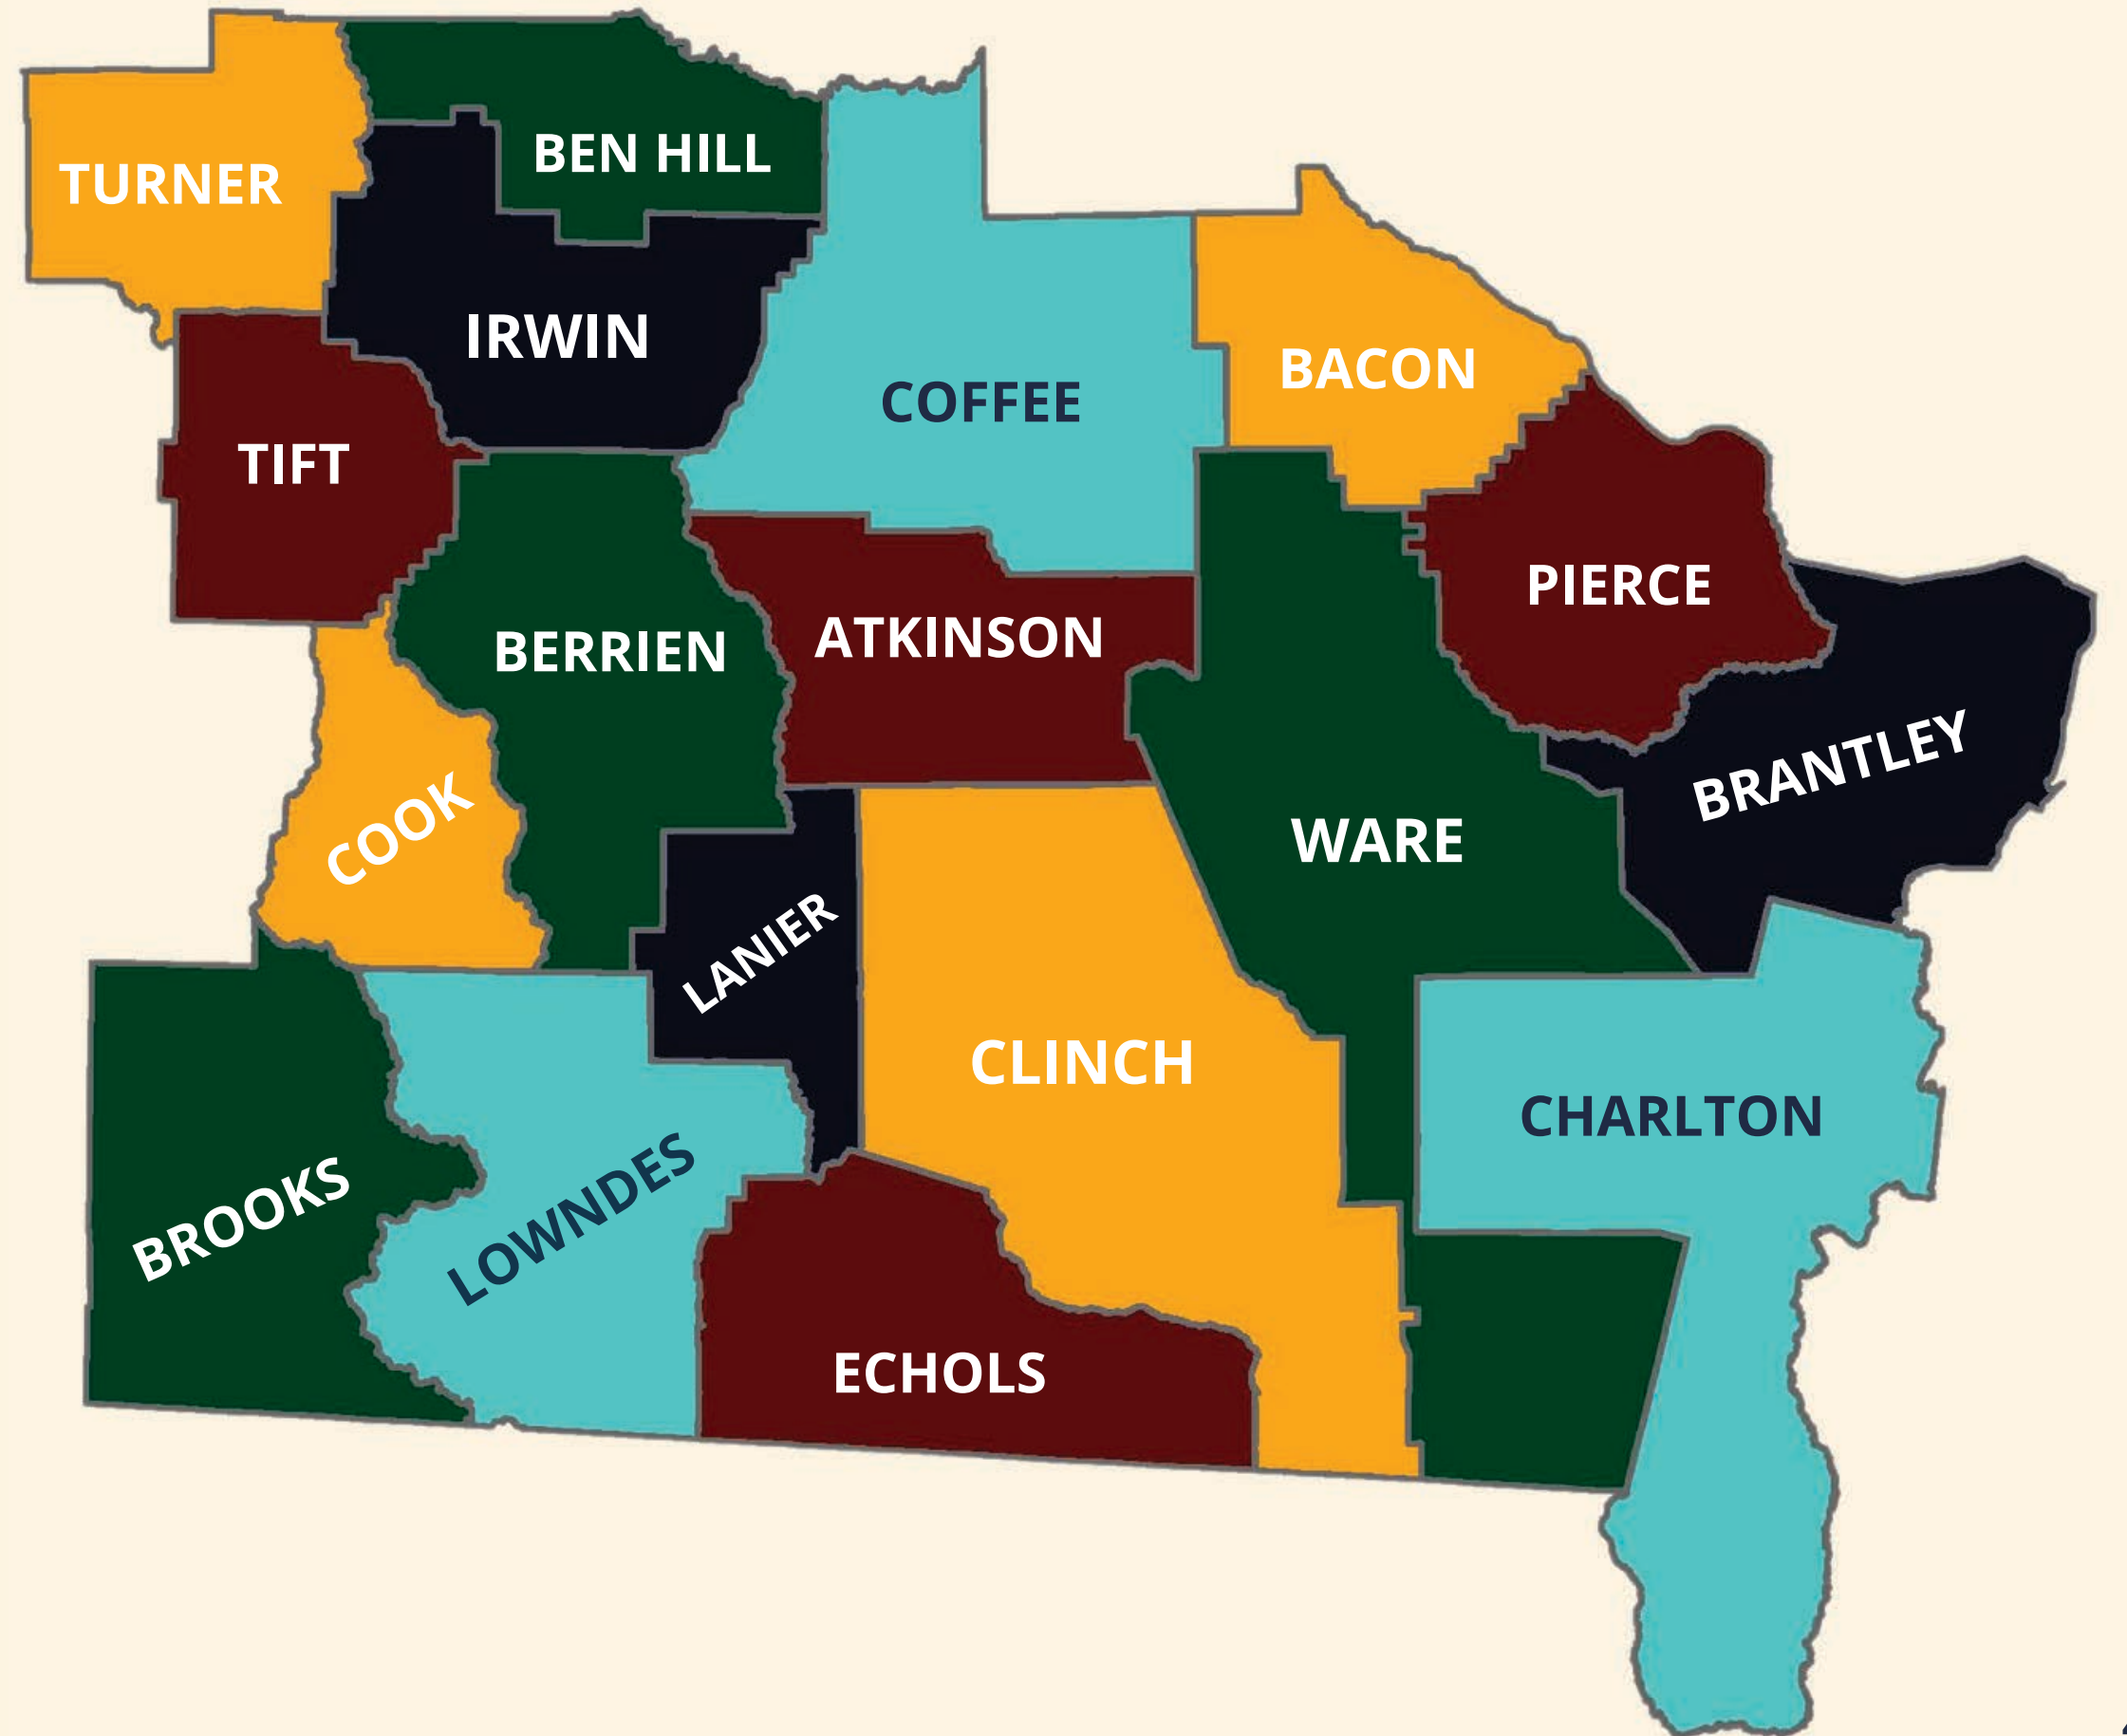 BEN HILL
TURNER
IRWIN
BACON
COFFEE
TIFT
PIERCE
ATKINSON
BERRIEN
BRANTLEY
COOK
WARE
LANIER
CLINCH
CHARLTON
BROOKS
LOWNDES
ECHOLS